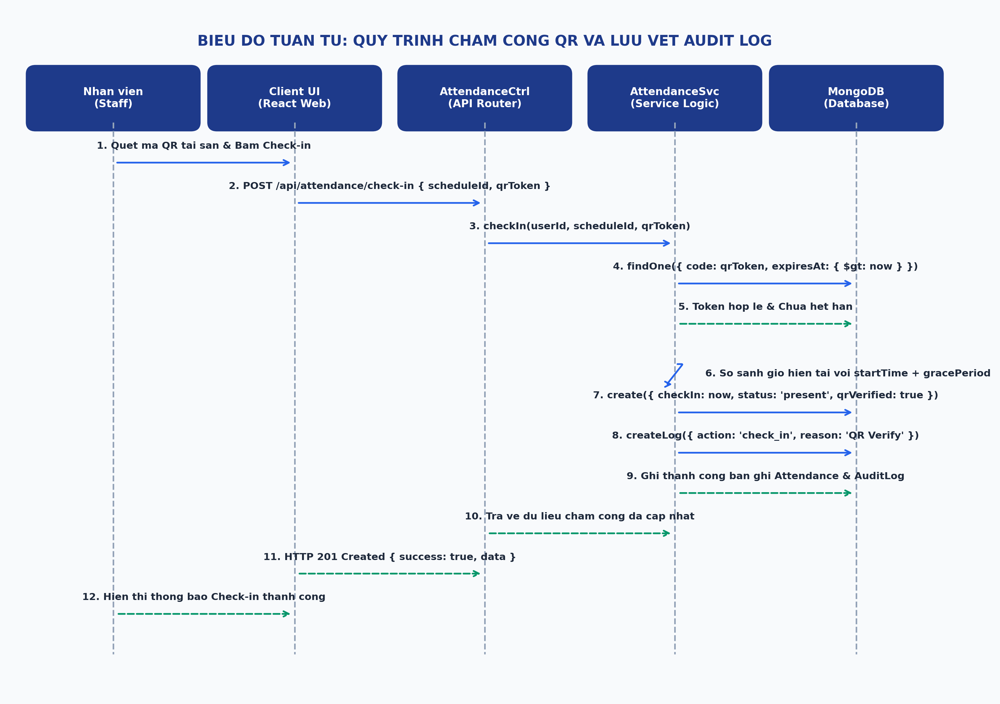 BIEU DO TUAN TU: QUY TRINH CHAM CONG QR VA LUU VET AUDIT LOG
Nhan vien
(Staff)
Client UI
(React Web)
AttendanceCtrl
(API Router)
AttendanceSvc
(Service Logic)
MongoDB
(Database)
1. Quet ma QR tai san & Bam Check-in
2. POST /api/attendance/check-in { scheduleId, qrToken }
3. checkIn(userId, scheduleId, qrToken)
4. findOne({ code: qrToken, expiresAt: { $gt: now } })
5. Token hop le & Chua het han
6. So sanh gio hien tai voi startTime + gracePeriod
7. create({ checkIn: now, status: 'present', qrVerified: true })
8. createLog({ action: 'check_in', reason: 'QR Verify' })
9. Ghi thanh cong ban ghi Attendance & AuditLog
10. Tra ve du lieu cham cong da cap nhat
11. HTTP 201 Created { success: true, data }
12. Hien thi thong bao Check-in thanh cong